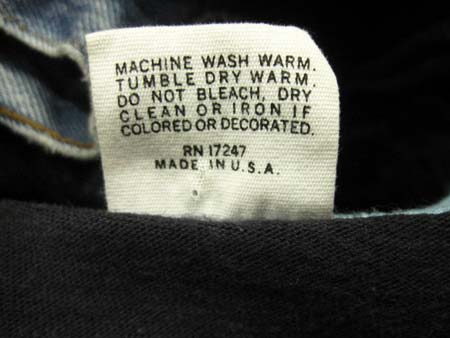 MACHINE WASH WARM.
TUMBLE DRY WARM.
DO NOT BLEACH, DRY
CLEAN OR IRON IF
COLORED OR DECORATED.
RN 17247
MADE IN U.S.A.